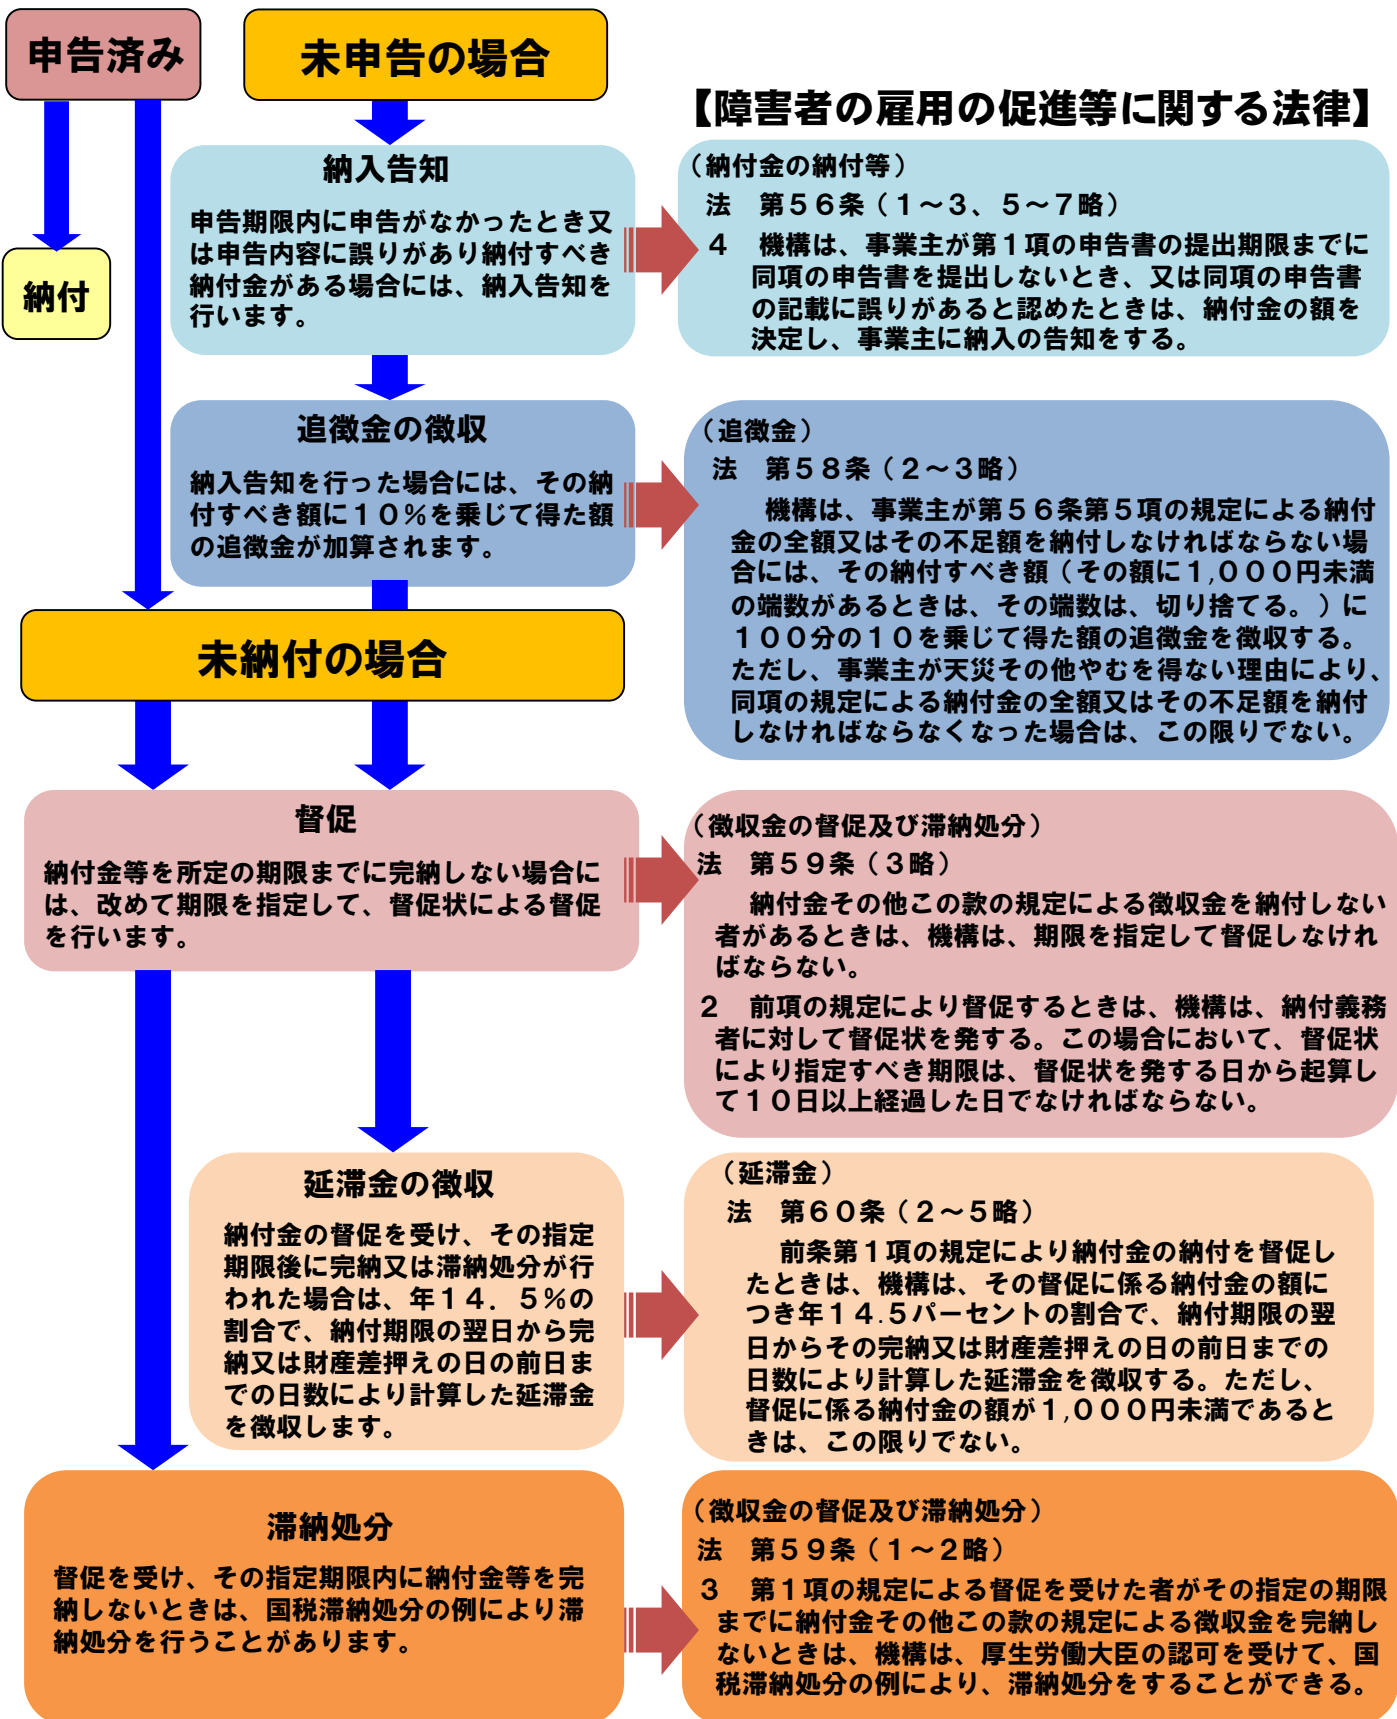 申告済み
未申告の場合
【障害者の雇用の促進等に関する法律】
納入告知
申告期限内に申告がなかったとき又
は申告内容に誤りがあり納付すべき
納付金がある場合には、納入告知を
行います。
（納付金の納付等）
法　第５６条（１～３、５～７略）
４　機構は、事業主が第１項の申告書の提出期限までに
同項の申告書を提出しないとき、又は同項の申告書
の記載に誤りがあると認めたときは、納付金の額を
決定し、事業主に納入の告知をする。
納付
追徴金の徴収
納入告知を行った場合には、その納
付すべき額に１０％を乗じて得た額
の追徴金が加算されます。
（追徴金）
法　第５８条（２～３略）
機構は、事業主が第５６条第５項の規定による納付
金の全額又はその不足額を納付しなければならない場
合には、その納付すべき額（その額に１,０００円未満
の端数があるときは、その端数は、切り捨てる。）に
１００分の１０を乗じて得た額の追徴金を徴収する。
ただし、事業主が天災その他やむを得ない理由により、
同項の規定による納付金の全額又はその不足額を納付
しなければならなくなった場合は、この限りでない。
未納付の場合
督促
納付金等を所定の期限までに完納しない場合に
は、改めて期限を指定して、督促状による督促
を行います。
（徴収金の督促及び滞納処分）
法　第５９条（３略）
納付金その他この款の規定による徴収金を納付しない
者があるときは、機構は、期限を指定して督促しなけれ
ばならない。
２　前項の規定により督促するときは、機構は、納付義務
者に対して督促状を発する。この場合において、督促状
により指定すべき期限は、督促状を発する日から起算し
て１０日以上経過した日でなければならない。
延滞金の徴収
納付金の督促を受け、その指定
期限後に完納又は滞納処分が行
われた場合は、年１４．５％の
割合で、納付期限の翌日から完
納又は財産差押えの日の前日ま
での日数により計算した延滞金
を徴収します。
（延滞金）
法　第６０条（２～５略）
前条第１項の規定により納付金の納付を督促し
たときは、機構は、その督促に係る納付金の額に
つき年１４.５パーセントの割合で、納付期限の翌
日からその完納又は財産差押えの日の前日までの
日数により計算した延滞金を徴収する。ただし、
督促に係る納付金の額が１,０００円未満であると
きは、この限りでない。
滞納処分
督促を受け、その指定期限内に納付金等を完
納しないときは、国税滞納処分の例により滞
納処分を行うことがあります。
（徴収金の督促及び滞納処分）
法　第５９条（１～２略）
３　第１項の規定による督促を受けた者がその指定の期限
までに納付金その他この款の規定による徴収金を完納し
ないときは、機構は、厚生労働大臣の認可を受けて、国
税滞納処分の例により、滞納処分をすることができる。